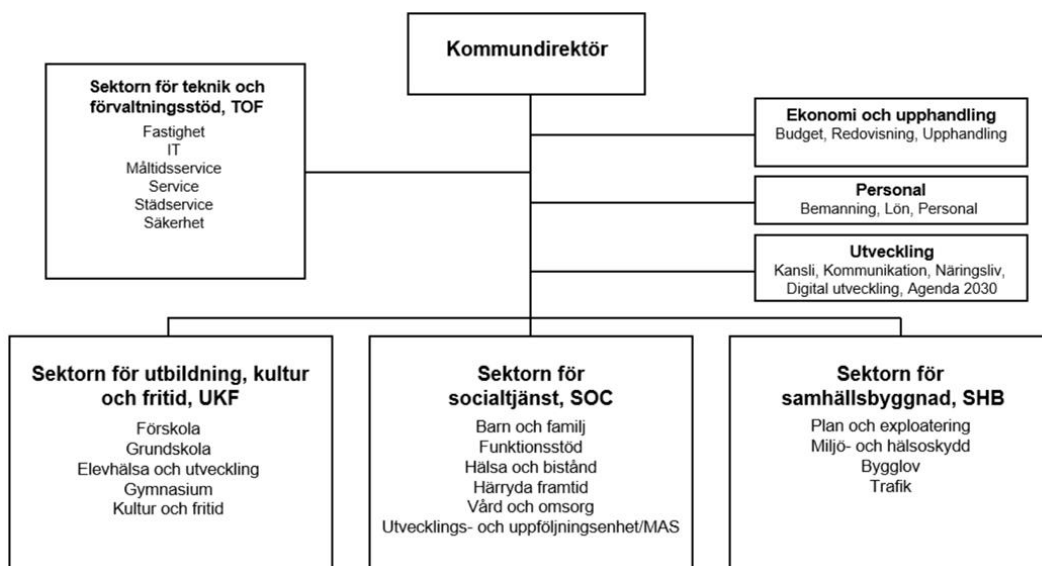 Kommundirektör
Sektorn för teknik och
förvaltningsstöd, TOF
Fastighet
IT
Måltidsservice
Service
Städservice
Säkerhet
Ekonomi och upphandling
Budget, Redovisning, Upphandling
Personal
Bemanning, Lön, Personal
Utveckling
Kansli, Kommunikation, Näringsliv,
Digital utveckling, Agenda 2030
Sektorn för utbildning, kultur
och fritid, UKF
Förskola
Grundskola
Elevhälsa och utveckling
Gymnasium
Kultur och fritid
Sektorn för
socialtjänst, SOC
Barn och familj
Funktionsstöd
Hälsa och bistånd
Härryda framtid
Vård och omsorg
Utvecklings- och uppföljningsenhet/MAS
Sektorn för
samhällsbyggnad, SHB
Plan och exploatering
Miljö- och hälsoskydd
Bygglov
Trafik